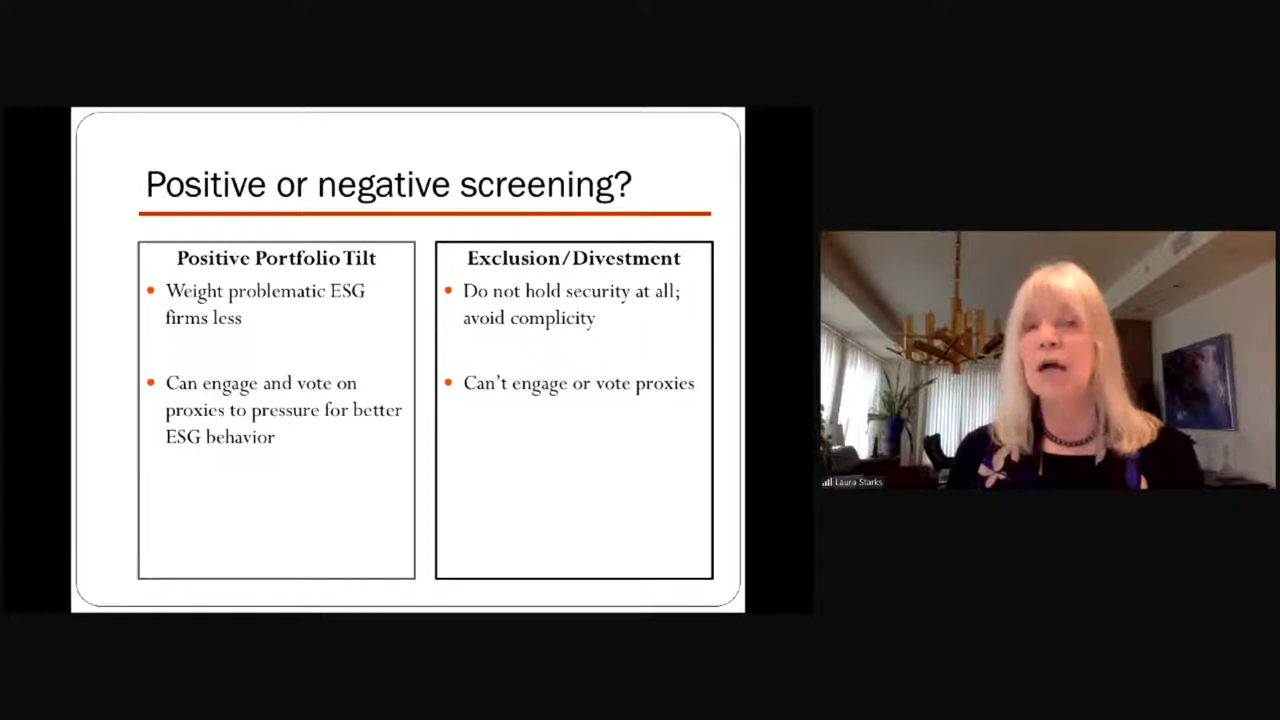 Positive or negative screening?
Positive Portfolio Tilt
• Weight problematic ESG
firms less
• Can engage and vote on
proxies to pressure for better
ESG behavior
Exclusion/Divestment
• Do not hold security at all;
avoid complicity
• Can't engage or vote proxies
Laura Starks